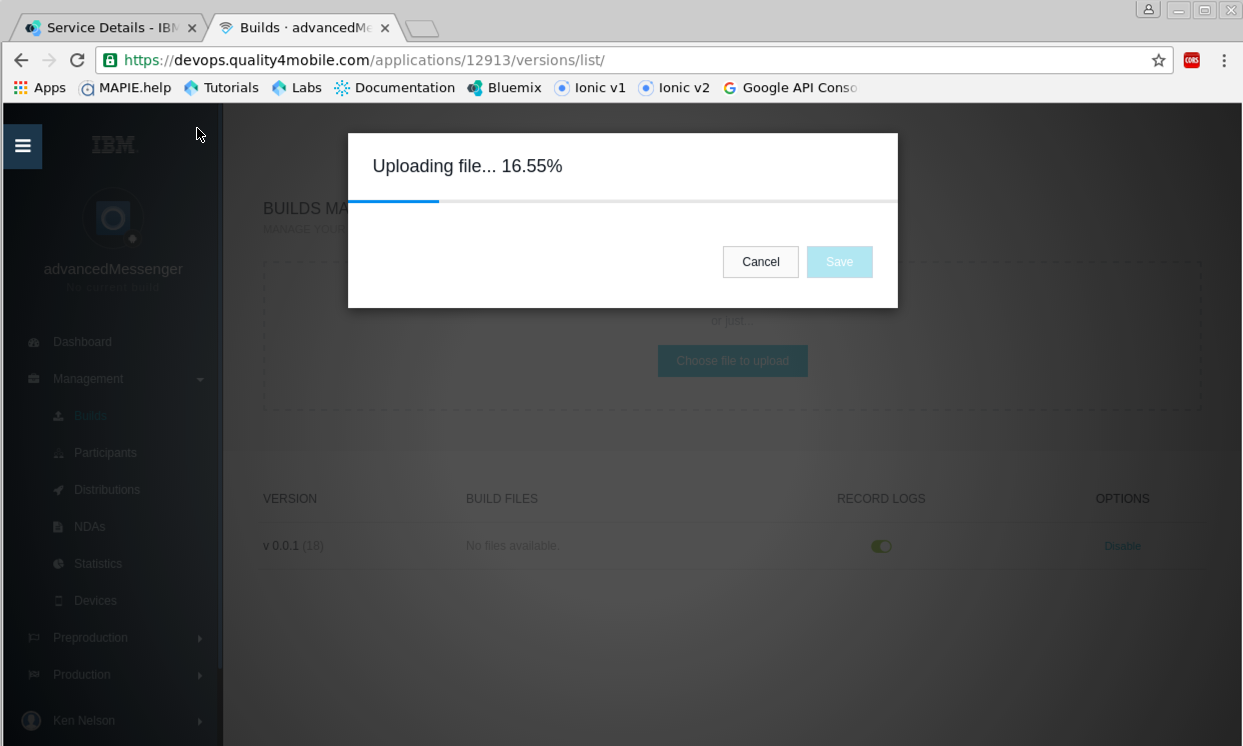 Service Details - IBM
Builds · advancedMe
https://devops.quality4mobile.com/applications/12913/versions/list/
CORS
Apps MAPIE.help Tutorials Labs Documentation Bluemix Ionic v1 Ionic v2 Google API Conso
IBM
Uploading file... 16.55%
Cancel Save
BUILDS MA
MANAGE YOUR
advancedMessenger
No current build
or just...
Choose file to upload
Dashboard
Management
Builds
Participants
Distributions
NDAs
Statistics
Devices
Preproduction
Production
Ken Nelson
VERSION BUILD FILES RECORD LOGS OPTIONS
v 0.0.1 (18) No files available. Disable